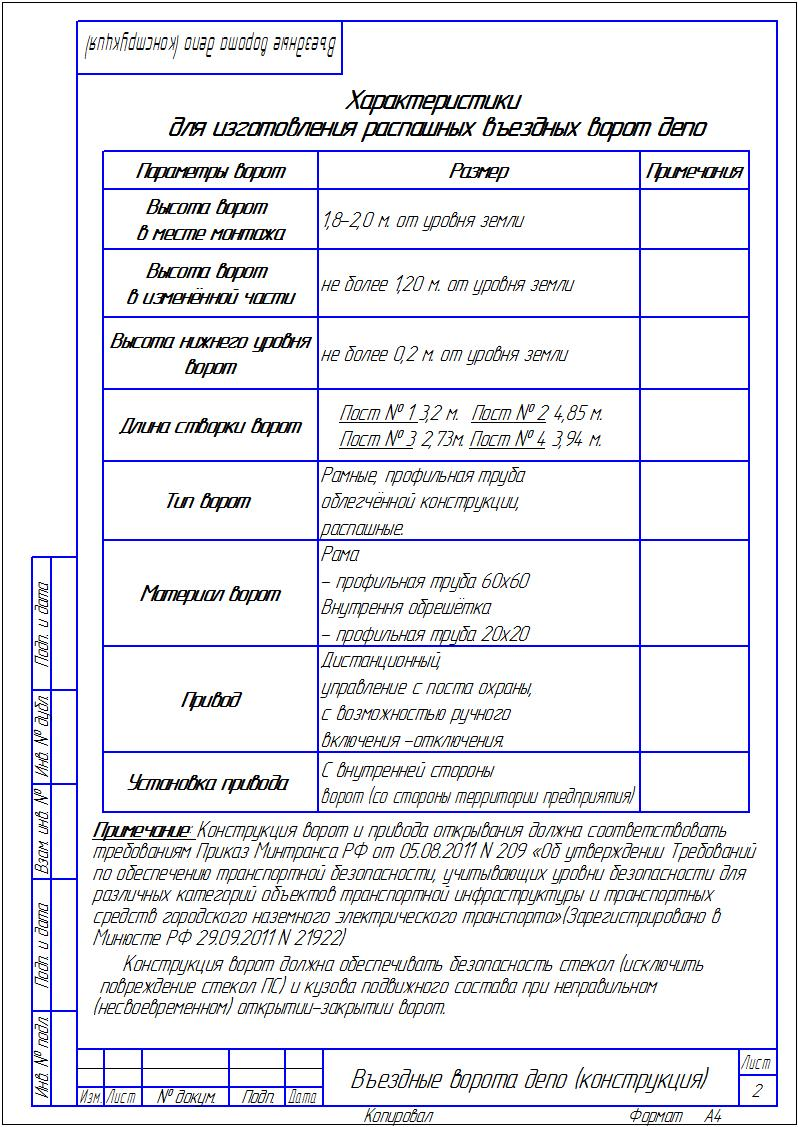 Въездные ворота депо (конструкция)
Характеристики
для изготовления распашных въездных ворот депо
Параметры ворот
Размер
Примечания
Высота ворот
в месте монтажа
1,8–2,0 м. от уровня земли
Высота ворот
в изменённой части
не более 1,20 м. от уровня земли
Высота нижнего уровня
ворот
не более 0,2 м. от уровня земли
Длина створки ворот
Пост № 1 3,2 м. Пост № 2 4,85 м.
Пост № 3 2,73м. Пост № 4 3,94 м.
Тип ворот
Рамные, профильная труба
облегчённой конструкции,
распашные.
Материал ворот
Рама
– профильная труба 60х60
Внутрення обрешётка
– профильная труба 20х20
Привод
Дистанционный,
управление с поста охраны,
с возможностью ручного
включения –отключения.
Установка привода
С внутренней стороны
ворот (со стороны территории предприятия)
Примечание: Конструкция ворот и привода открывания должна соответствовать
требованиям Приказ Минтранса РФ от 05.08.2011 N 209 «Об утверждении Требований
по обеспечению транспортной безопасности, учитывающих уровни безопасности для
различных категорий объектов транспортной инфраструктуры и транспортных
средств городского наземного электрического транспорта»(Зарегистрировано в
Минюсте РФ 29.09.2011 N 21922)
Конструкция ворот должна обеспечивать безопасность стекол (исключить
повреждение стекол ПС) и кузова подвижного состава при неправильном
(несвоевременном) открытии–закрытии ворот.
Подп. и дата
Инв. № дубл.
Взам. инв. №
Подп. и дата
Инв. № подл.
Изм. Лист № докум. Подп. Дата
Въездные ворота депо (конструкция)
Лист
2
Копировал Формат А4